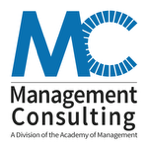 MC
Management
Consulting
A Division of the Academy of Management